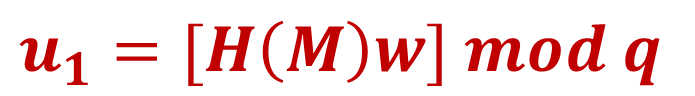 u₁ = [H(M)w] mod q